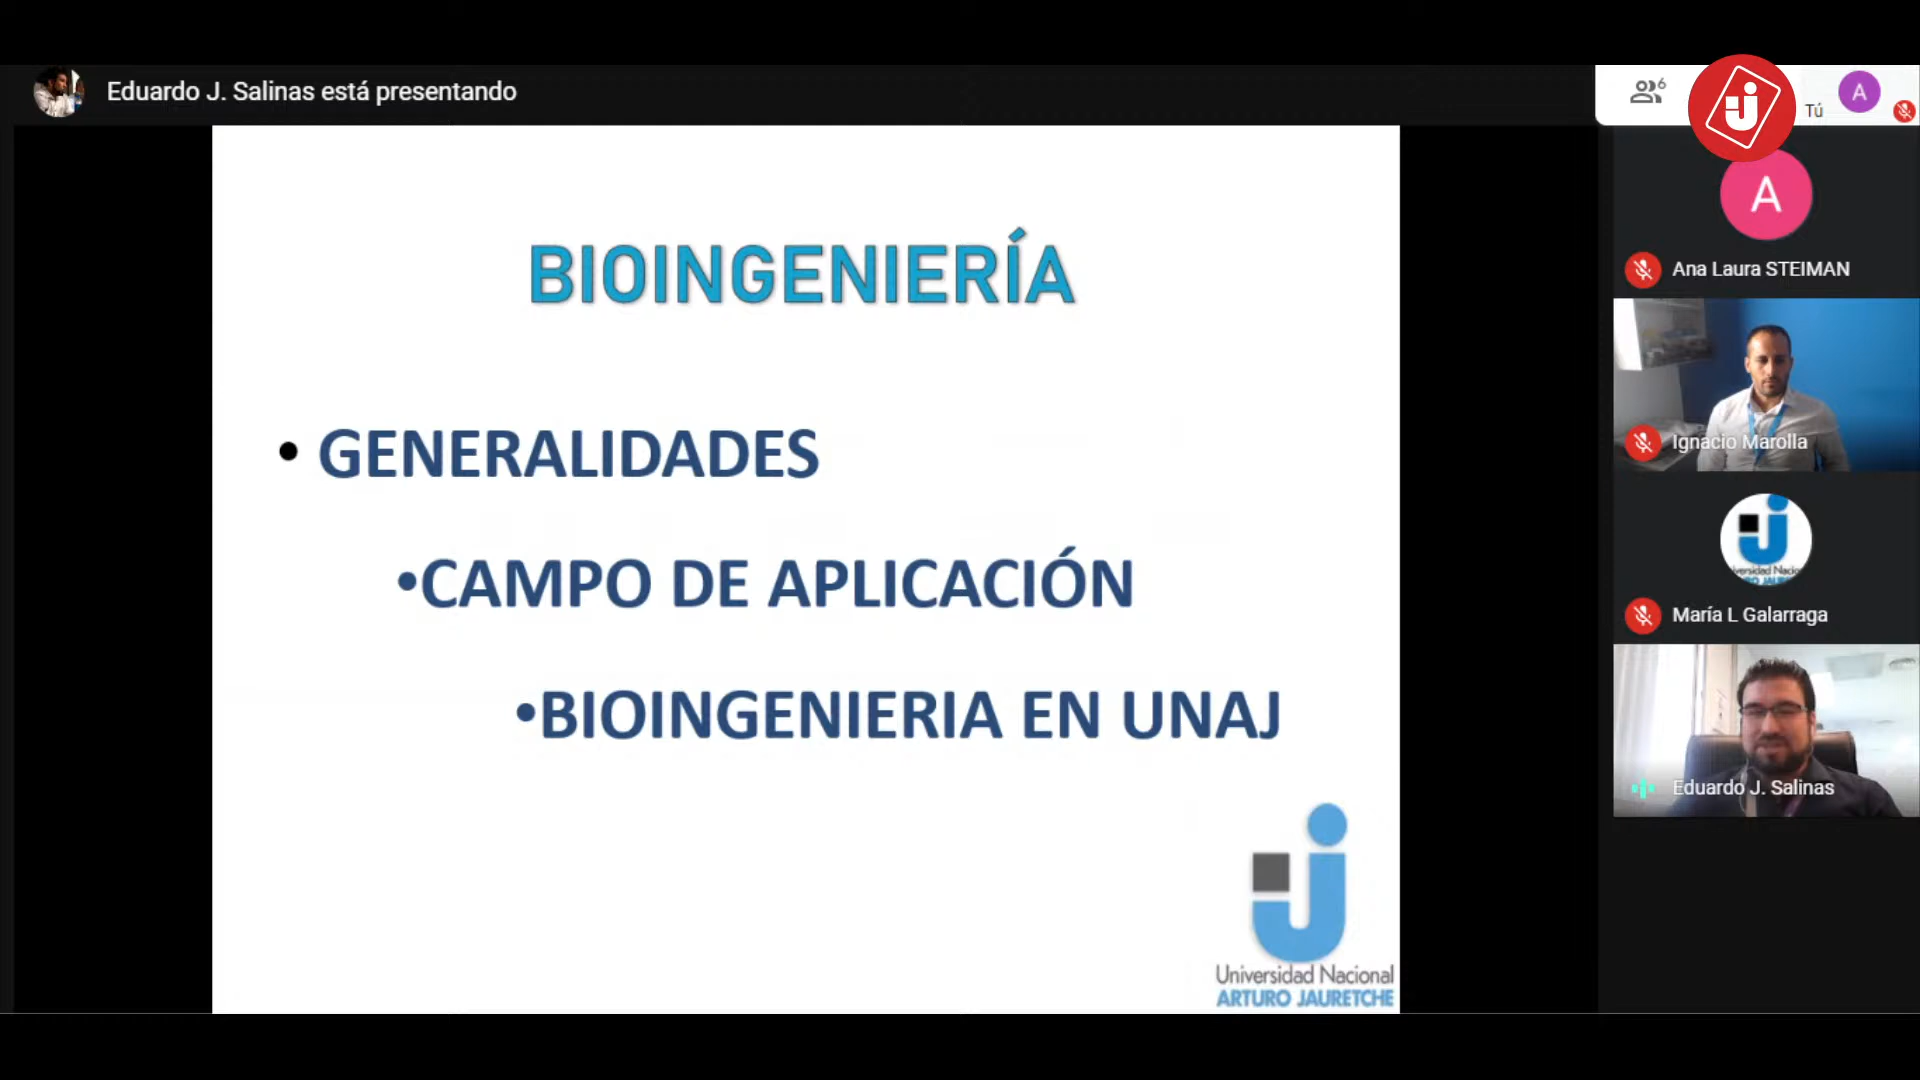 Eduardo J. Salinas está presentando
6
Tú
A
BIOINGENIERÍA
• GENERALIDADES
•CAMPO DE APLICACIÓN
•BIOINGENIERIA EN UNAJ
Universidad Nacional
ARTURO JAURETCHE
A
Ana Laura STEIMAN
Ignacio Marolla
María L Galarraga
Eduardo J. Salinas